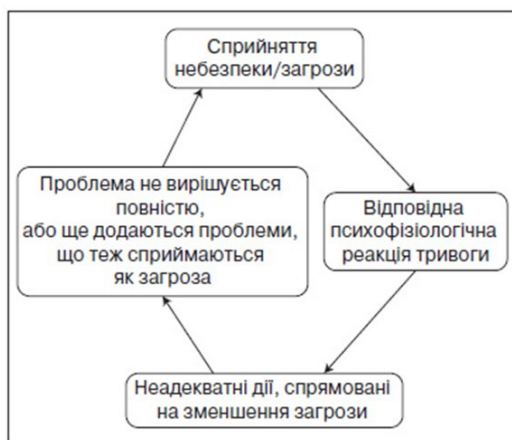 Сприйняття
небезпеки/загрози
Проблема не вирішується
повністю,
або ще додаються проблеми,
що теж сприймаються
як загроза
Відповідна
психофізіологічна
реакція тривоги
Неадекватні дії, спрямовані
на зменшення загрози